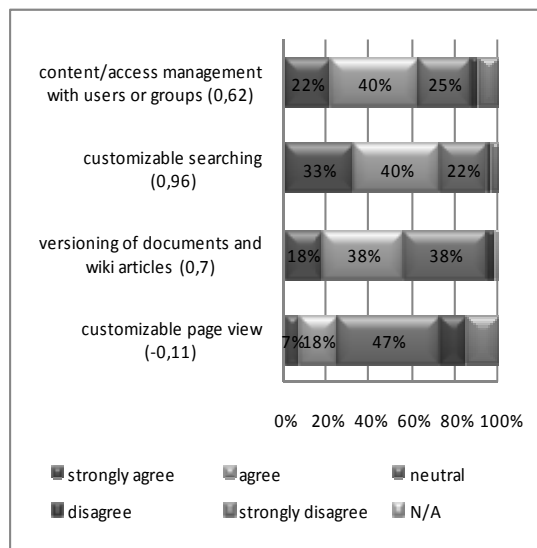 content/access management
with users or groups (0,62)
22% 40% 25%
customizable searching
(0,96)
33% 40% 22%
versioning of documents and
wiki articles (0,7)
18% 38% 38%
customizable page view
(-0,11)
7% 18% 47%
0% 20% 40% 60% 80% 100%
strongly agree agree neutral
disagree strongly disagree N/A